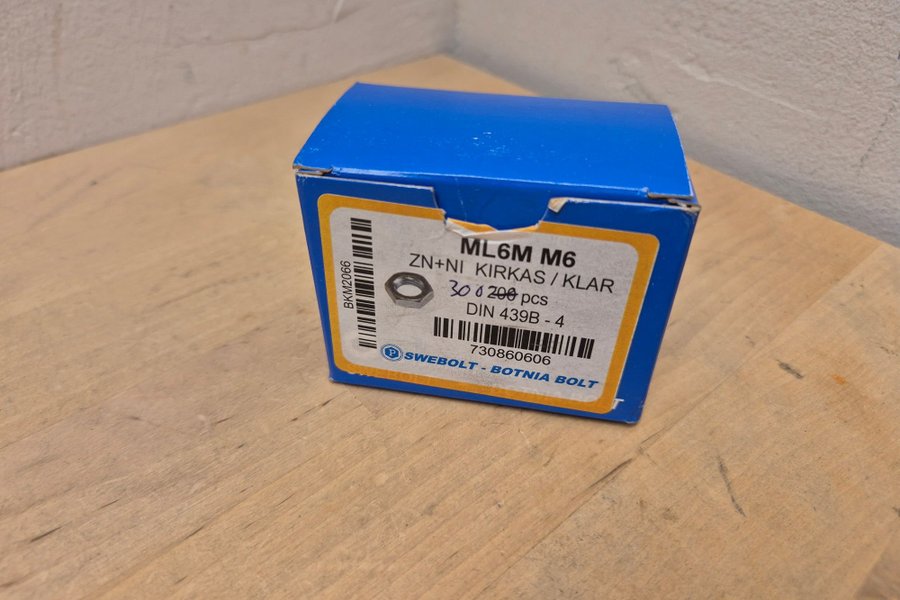 ML6M M6
ZN+NI KIRKAS / KLAR
300 200 pcs
DIN 439B - 4
730860606
SWEBOLT - BOTNIA BOLT
BKM2066
P
T